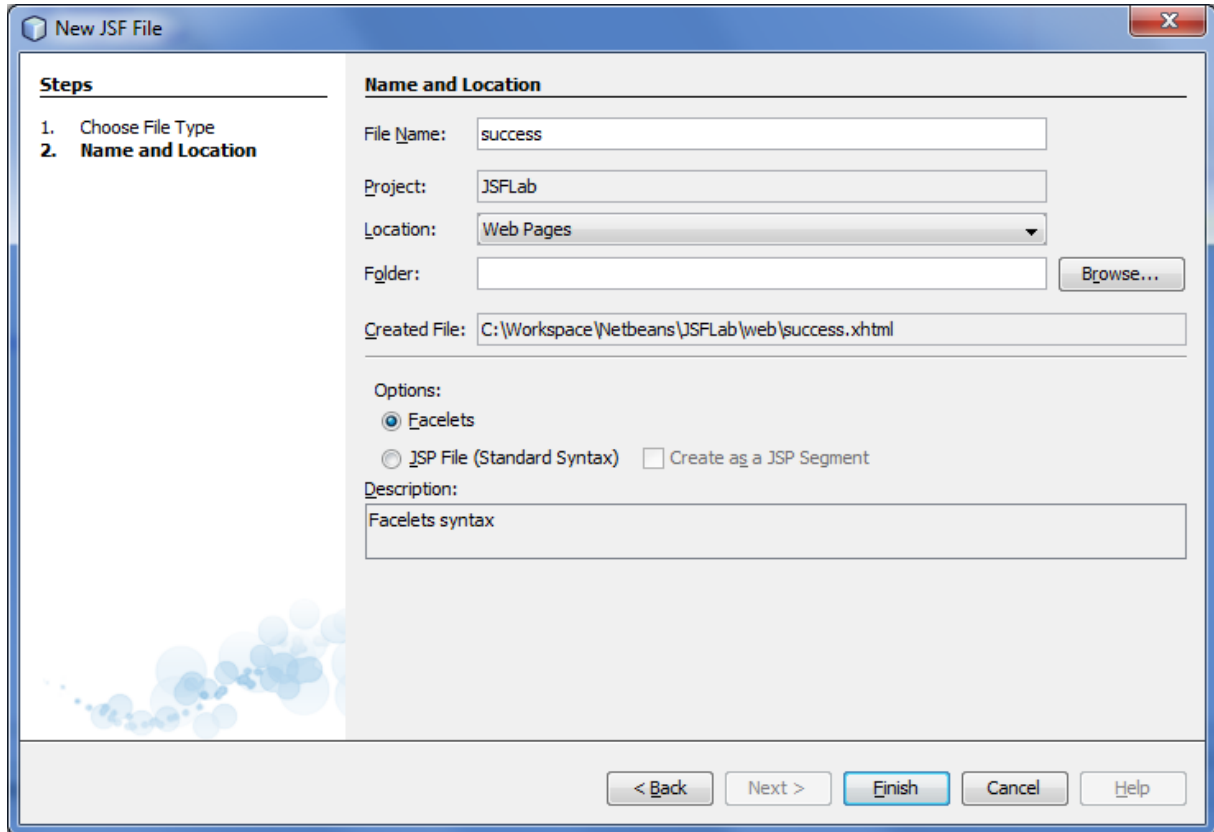 New JSF File
X
Steps
1. Choose File Type
2. Name and Location
Name and Location
File Name: success
Project: JSFLab
Location: Web Pages
Folder: Browse...
Created File: C:\Workspace\Netbeans\JSFLab\web\success.xhtml
Options:
Facelets
JSP File (Standard Syntax) Create as a JSP Segment
Description:
Facelets syntax
< Back Next > Finish Cancel Help